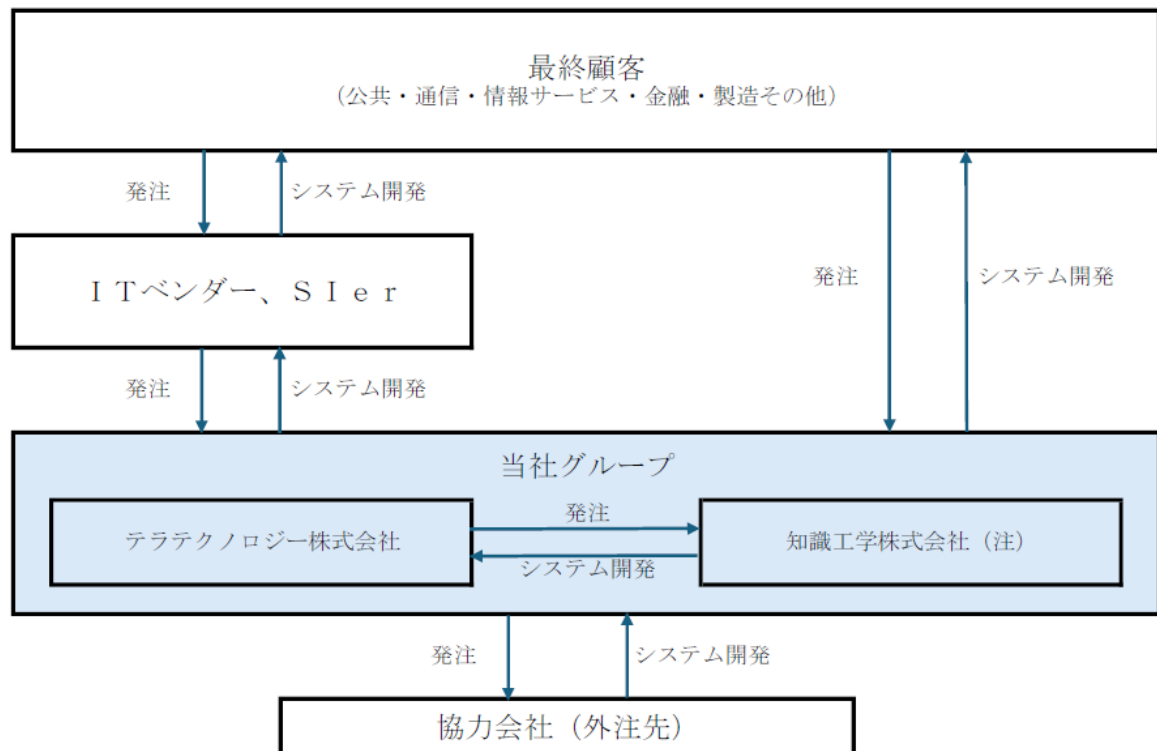 最終顧客
（公共・通信・情報サービス・金融・製造その他）
発注
システム開発
発注
システム開発
ＩＴベンダー、ＳＩｅｒ
発注
システム開発
当社グループ
テラテクノロジー株式会社
発注
システム開発
知識工学株式会社（注）
発注
システム開発
協力会社（外注先）